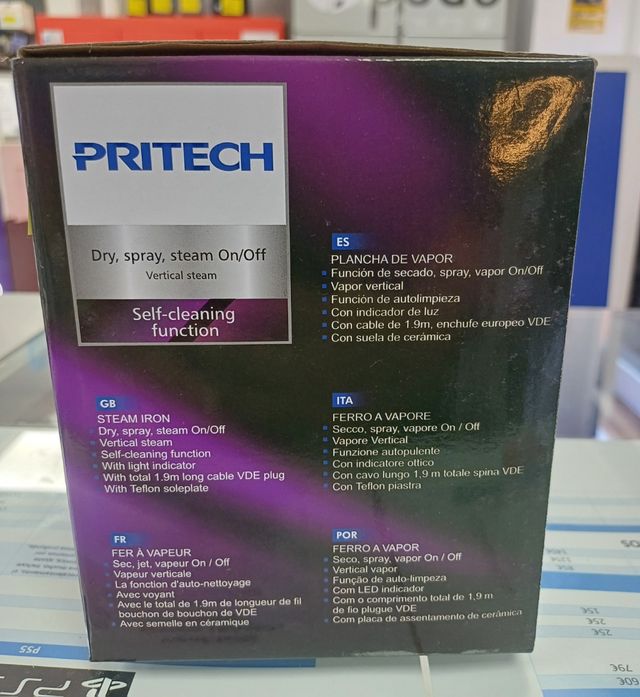 PRITECH
Dry, spray, steam On/Off
Vertical steam
Self-cleaning
function
ES
PLANCHA DE VAPOR
Función de secado, spray, vapor On/Off
Vapor vertical
Función de autolimpieza
Con indicador de luz
Con cable de 1.9m, enchufe europeo VDE
Con suela de cerámica
GB
STEAM IRON
Dry, spray, steam On/Off
Vertical steam
Self-cleaning function
With light indicator
With total 1.9m long cable VDE plug
With Teflon soleplate
ITA
FERRO A VAPORE
Secco, spray, vapore On / Off
Vapore Vertical
Funzione autopulente
Con indicatore ottico
Con cavo lungo 1,9 m totale spina VDE
Con Teflon piastra
FR
FER À VAPEUR
Sec, jet, vapeur On / Off
Vapeur verticale
La fonction d'auto-nettoyage
Avec voyant
Avec le total de 1.9m de longueur de fil
bouchon de bouchon de VDE
Avec semelle en céramique
POR
FERRO A VAPOR
Seco, spray, vapor On / Off
Vertical vapor
Função de auto-limpeza
Com LED indicador
Com o comprimento total de 1,9 m
de fio plugue VDE
Com placa de assentamento de cerâmica
PS5
15€
25€
25€
79€
60€